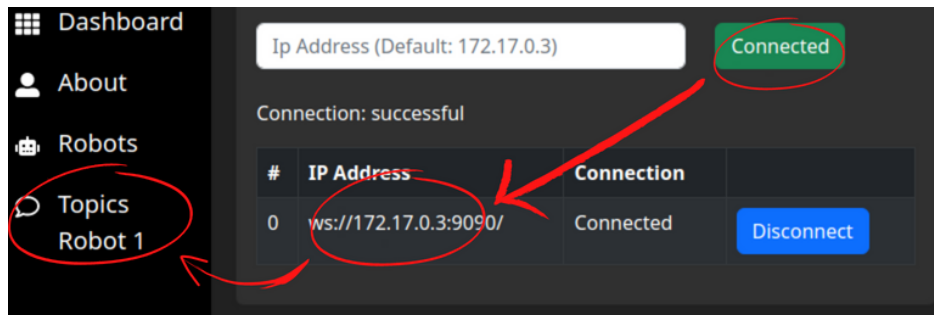 Dashboard
About
Robots
Topics
Robot 1
Ip Address (Default: 172.17.0.3)
Connected
Connection: successful
# IP Address Connection
0 ws://172.17.0.3:9090/ Connected Disconnect